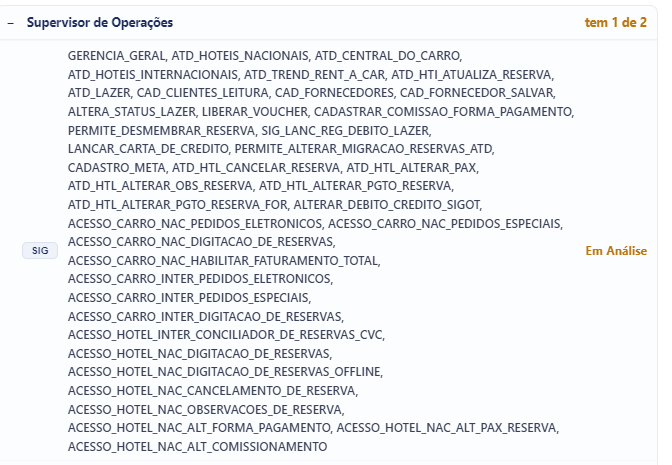 – Supervisor de Operações tem 1 de 2
GERENCIA_GERAL, ATD_HOTEIS_NACIONAIS, ATD_CENTRAL_DO_CARRO,
ATD_HOTEIS_INTERNACIONAIS, ATD_TREND_RENT_A_CAR, ATD_HTI_ATUALIZA_RESERVA,
ATD_LAZER, CAD_CLIENTES_LEITURA, CAD_FORNECEDORES, CAD_FORNECEDOR_SALVAR,
ALTERA_STATUS_LAZER, LIBERAR_VOUCHER, CADASTRAR_COMISSAO_FORMA_PAGAMENTO,
PERMITE_DESMEMBRAR_RESERVA, SIG_LANC_REG_DEBITO_LAZER,
LANCAR_CARTA_DE_CREDITO, PERMITE_ALTERAR_MIGRACAO_RESERVAS_ATD,
CADASTRO_META, ATD_HTL_CANCELAR_RESERVA, ATD_HTL_ALTERAR_PAX,
ATD_HTL_ALTERAR_OBS_RESERVA, ATD_HTL_ALTERAR_PGTO_RESERVA,
ATD_HTL_ALTERAR_PGTO_RESERVA_FOR, ALTERAR_DEBITO_CREDITO_SIGOT,
ACESSO_CARRO_NAC_PEDIDOS_ELETRONICOS, ACESSO_CARRO_NAC_PEDIDOS_ESPECIAIS,
ACESSO_CARRO_NAC_DIGITACAO_DE_RESERVAS,
SIG Em Análise
ACESSO_CARRO_NAC_HABILITAR_FATURAMENTO_TOTAL,
ACESSO_CARRO_INTER_PEDIDOS_ELETRONICOS,
ACESSO_CARRO_INTER_PEDIDOS_ESPECIAIS,
ACESSO_CARRO_INTER_DIGITACAO_DE_RESERVAS,
ACESSO_HOTEL_INTER_CONCILIADOR_DE_RESERVAS_CVC,
ACESSO_HOTEL_NAC_DIGITACAO_DE_RESERVAS,
ACESSO_HOTEL_NAC_DIGITACAO_DE_RESERVAS_OFFLINE,
ACESSO_HOTEL_NAC_CANCELAMENTO_DE_RESERVA,
ACESSO_HOTEL_NAC_OBSERVACOES_DE_RESERVA,
ACESSO_HOTEL_NAC_ALT_FORMA_PAGAMENTO, ACESSO_HOTEL_NAC_ALT_PAX_RESERVA,
ACESSO_HOTEL_NAC_ALT_COMISSIONAMENTO